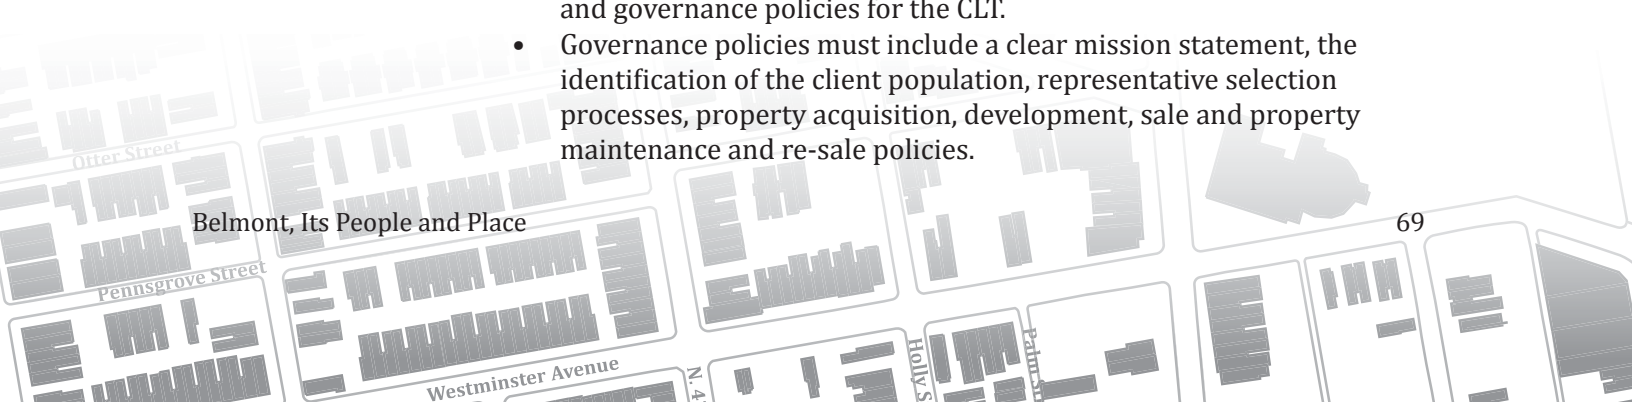 and governance policies for the CLT.
• Governance policies must include a clear mission statement, the
identification of the client population, representative selection
processes, property acquisition, development, sale and property
maintenance and re-sale policies.
Otter Street
Belmont, Its People and Place 69
Pennsgrove Street
Westminster Avenue
N. 4
Holly S
Palm